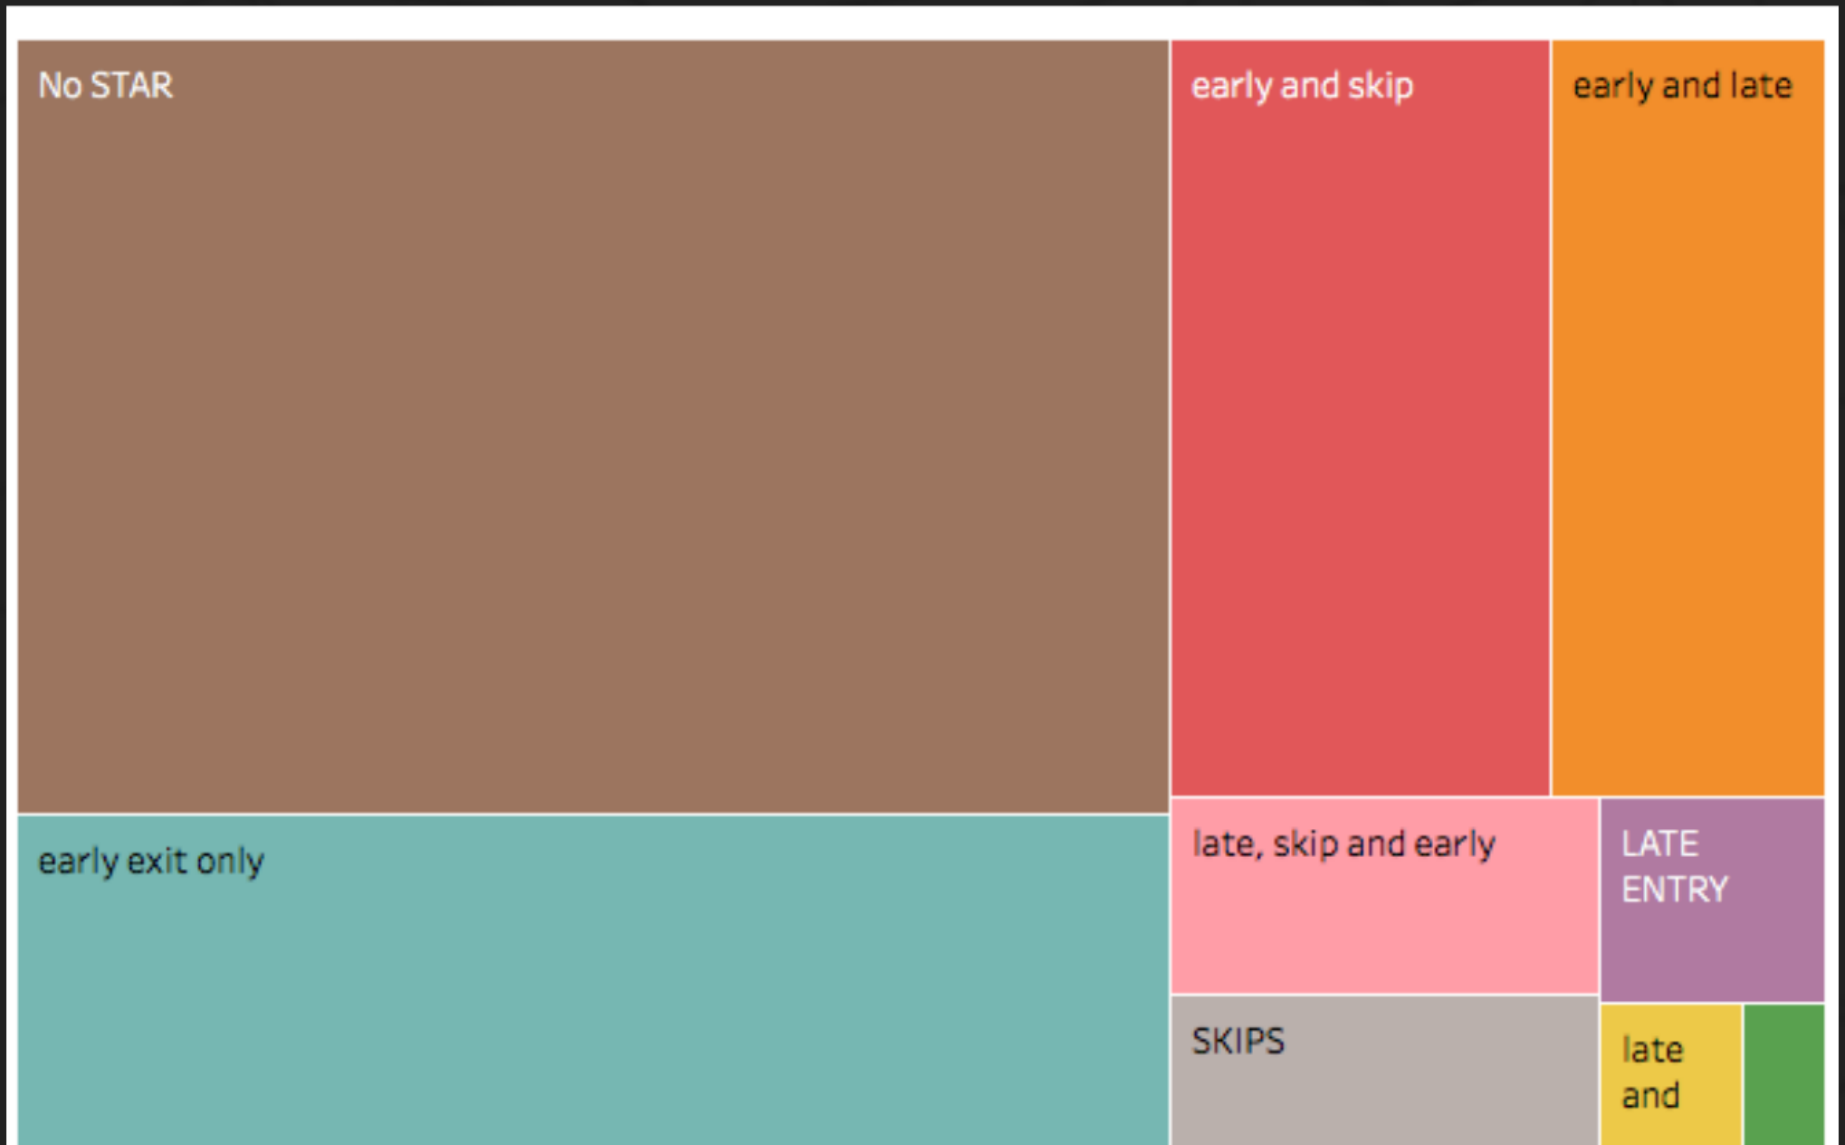 No STAR
early and skip
early and late
early exit only
late, skip and early
LATE
ENTRY
SKIPS
late
and